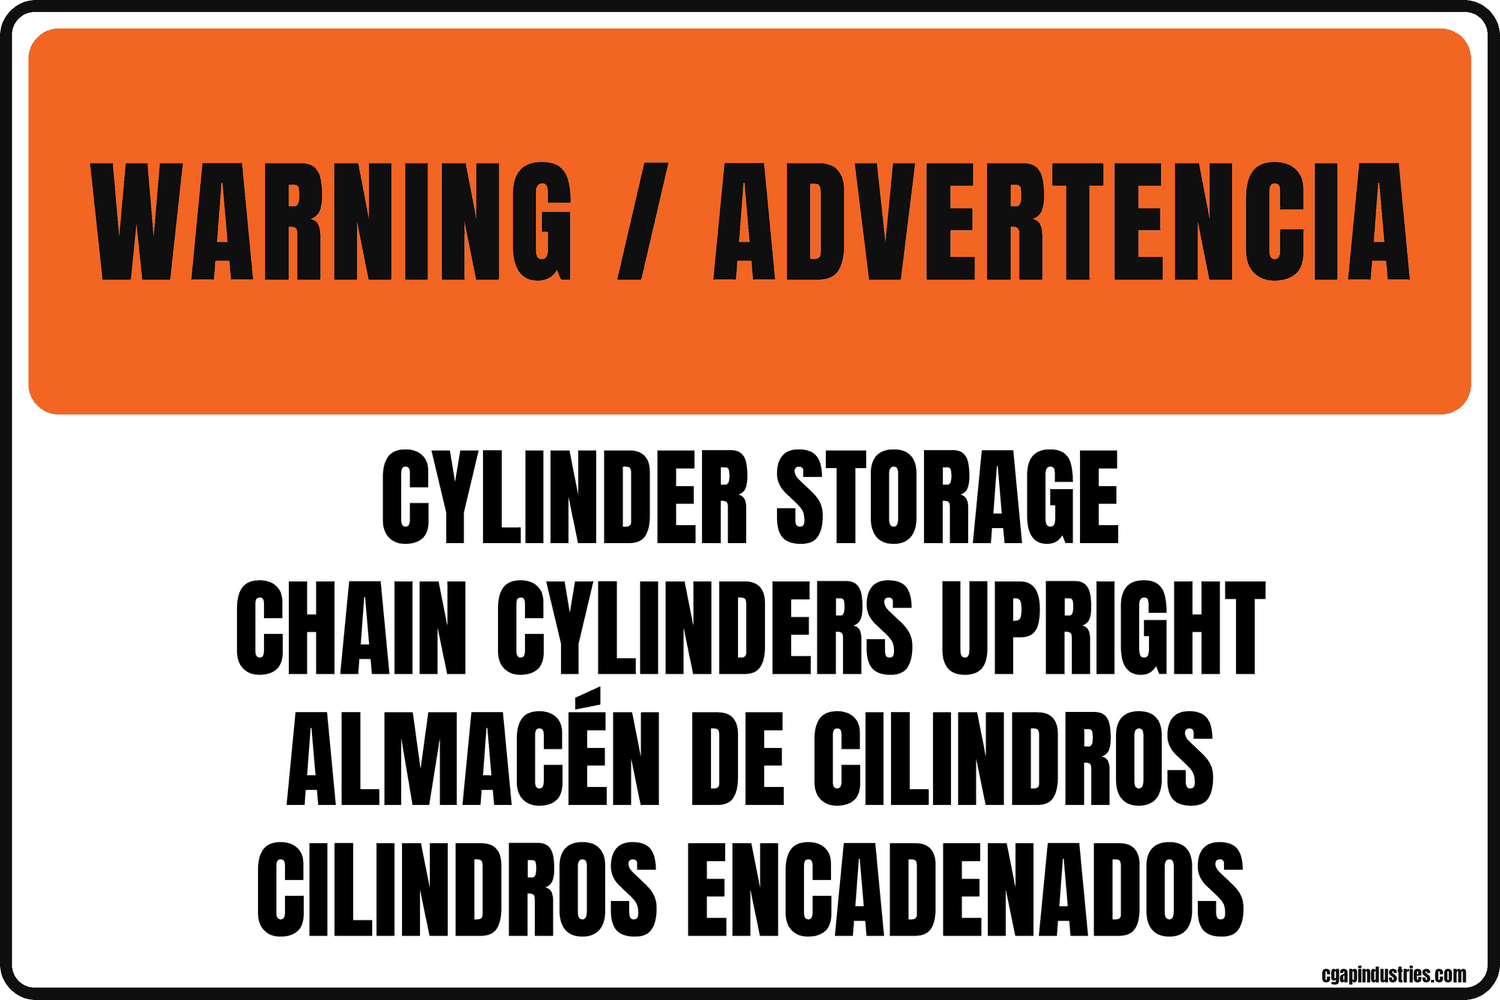 WARNING / ADVERTENCIA
CYLINDER STORAGE
CHAIN CYLINDERS UPRIGHT
ALMACÉN DE CILINDROS
CILINDROS ENCADENADOS
cgapindustries.com